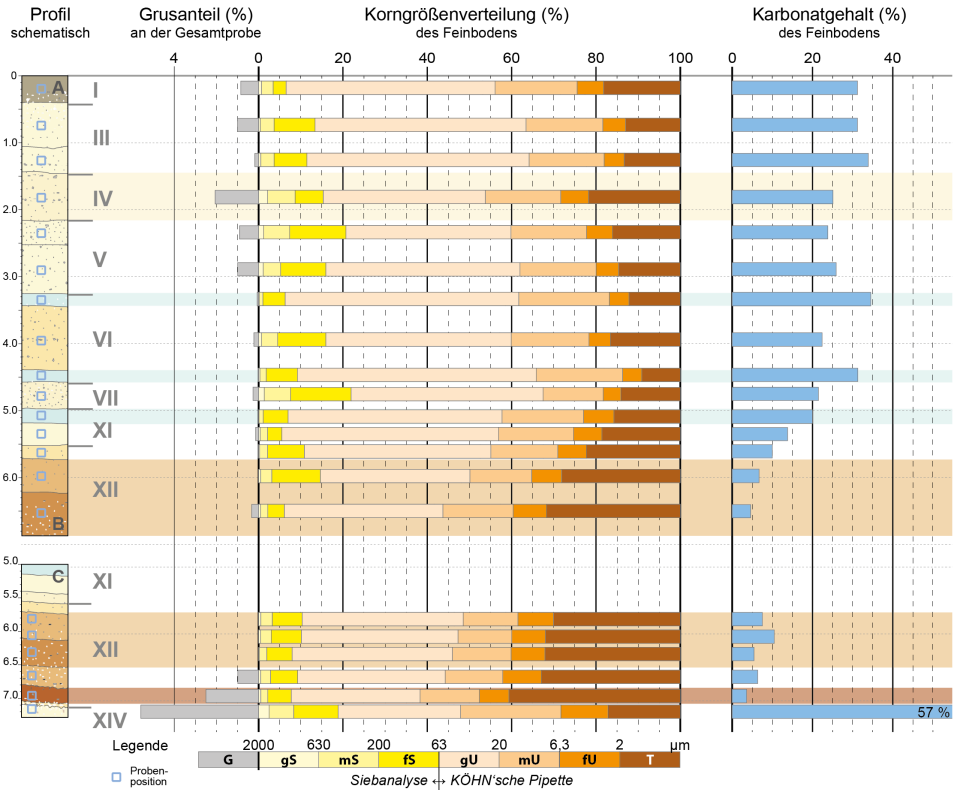 Profil
schematisch
Grusanteil (%)
an der Gesamtprobe
Korngrößenverteilung (%)
des Feinbodens
Karbonatgehalt (%)
des Feinbodens
4 0 20 40 60 80 100 0 20 40
0
A
I
1.0
III
IV
2.0
V
3.0
VI
4.0
VII
5.0
XI
6.0
XII
B
5.0
C
XI
5.5
6.0
XII
6.5
7.0
XIV
57 %
Legende
2000 630 200 63 20 6,3 2 µm
G gS mS fS gU mU fU T
Proben-
position
Siebanalyse ↔ KÖHN'sche Pipette